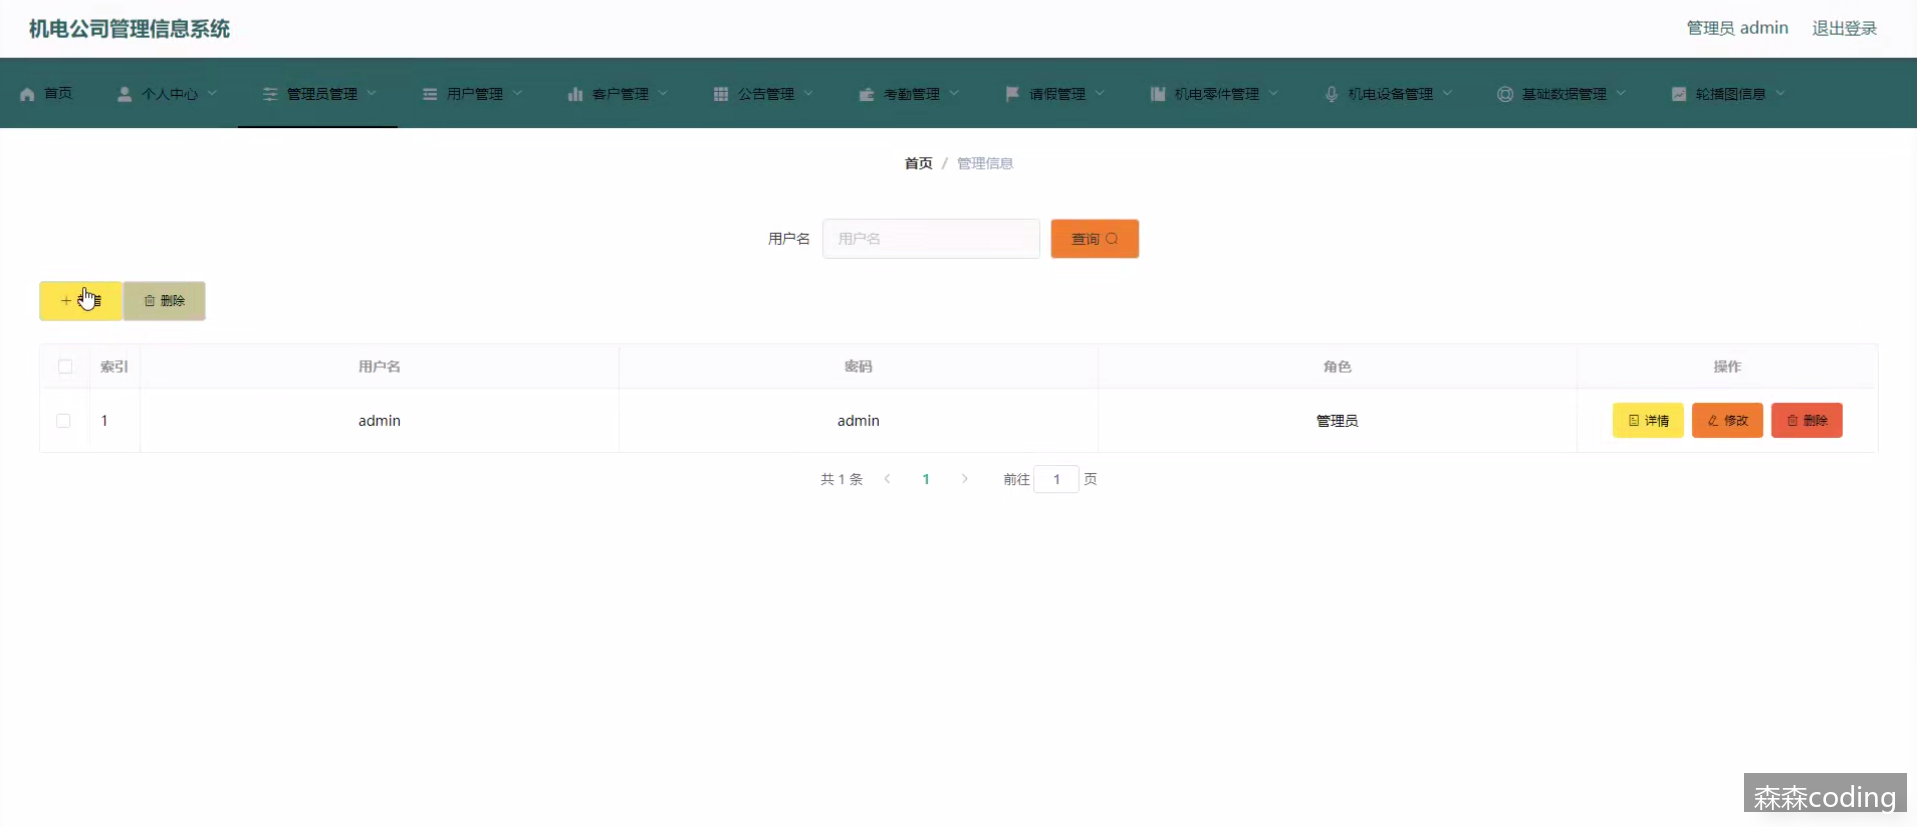 机电公司管理信息系统
管理员 admin 退出登录
首页 个人中心 管理员管理 用户管理 客户管理 公告管理 考勤管理 请假管理 机电零件管理 机电设备管理 基础数据管理 轮播图信息
首页 / 管理信息
用户名 用户名 查询
删除
索引 用户名 密码 角色 操作
1 admin admin 管理员 详情 修改 删除
共 1 条 1 前往 1 页
森森coding